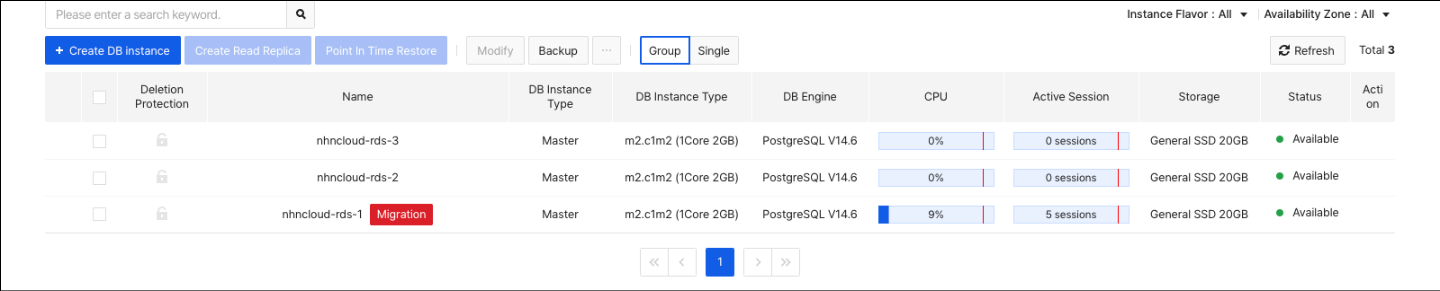 Please enter a search keyword.
Instance Flavor : All
Availability Zone : All
+ Create DB instance
Create Read Replica
Point In Time Restore
Modify
Backup
...
Group
Single
Refresh
Total 3
Deletion
Protection
Name
DB Instance
Type
DB Instance Type
DB Engine
CPU
Active Session
Storage
Status
Acti
on
nhncloud-rds-3 Master m2.c1m2 (1Core 2GB) PostgreSQL V14.6 0% 0 sessions General SSD 20GB Available
nhncloud-rds-2 Master m2.c1m2 (1Core 2GB) PostgreSQL V14.6 0% 0 sessions General SSD 20GB Available
nhncloud-rds-1 Migration Master m2.c1m2 (1Core 2GB) PostgreSQL V14.6 9% 5 sessions General SSD 20GB Available
1